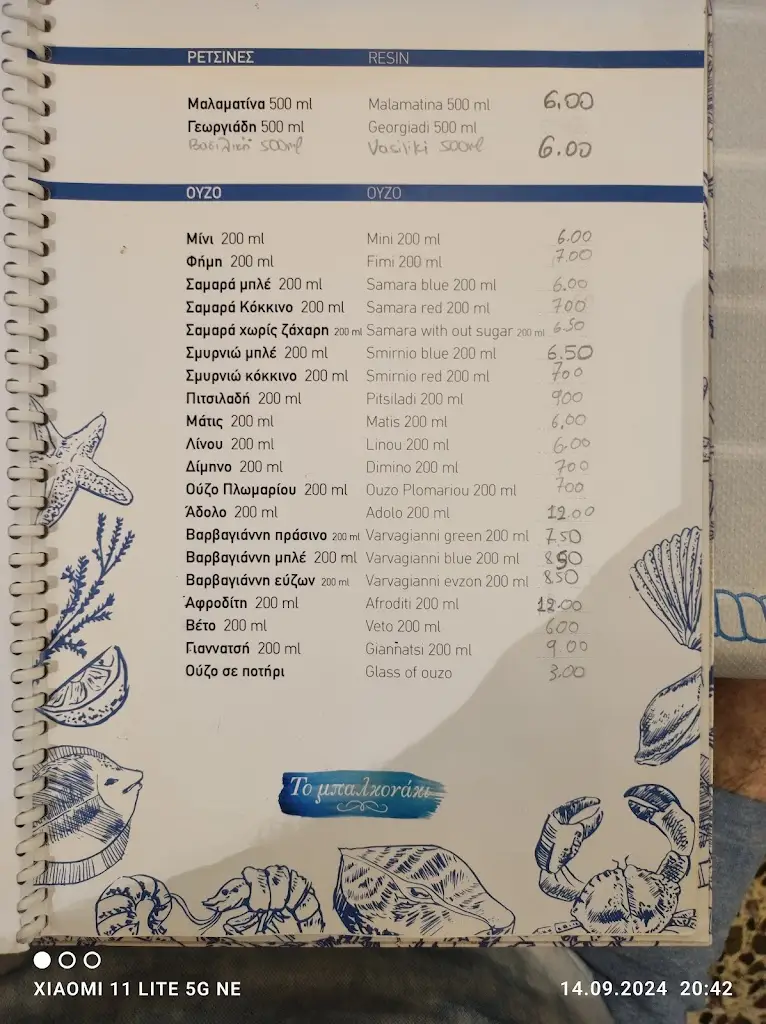 ΡΕΤΣΙΝΕΣ RESIN
Μαλαματίνα 500 ml Malamatina 500 ml 6,00
Γεωργιάδη 500 ml Georgiadi 500 ml
Βασιλική 500ml Vasiliki 500ml 6.00
ΟΥΖΟ ΟΥΖΟ
Μίνι 200 ml Mini 200 ml 6.00
Φήμη 200 ml Fimi 200 ml 7.00
Σαμαρά μπλέ 200 ml Samara blue 200 ml 6.00
Σαμαρά Κόκκινο 200 ml Samara red 200 ml 700
Σαμαρά χωρίς ζάχαρη 200 ml Samara with out sugar 200 ml 6.50
Σμυρνιώ μπλέ 200 ml Smirnio blue 200 ml 6.50
Σμυρνιώ κόκκινο 200 ml Smirnio red 200 ml 700
Πιτσιλαδή 200 ml Pitsiladi 200 ml 900
Μάτις 200 ml Matis 200 ml 6,00
Λίνου 200 ml Linou 200 ml 6.00
Δίμηνο 200 ml Dimino 200 ml 700
Ούζο Πλωμαρίου 200 ml Ouzo Plomariou 200 ml 700
Άδολο 200 ml Adolo 200 ml 12.00
Βαρβαγιάννη πράσινο 200 ml Varvagianni green 200 ml 7.50
Βαρβαγιάννη μπλέ 200 ml Varvagianni blue 200 ml 850
Βαρβαγιάννη εύζων 200 ml Varvagianni evzon 200 ml 850
Αφροδίτη 200 ml Afroditi 200 ml 12.00
Βέτο 200 ml Veto 200 ml 600
Γιαννατσή 200 ml Giannatsi 200 ml 9.00
Ούζο σε ποτήρι Glass of ouzo 3.00
Το μπαλκονάκι
XIAOMI 11 LITE 5G NE 14.09.2024 20:42